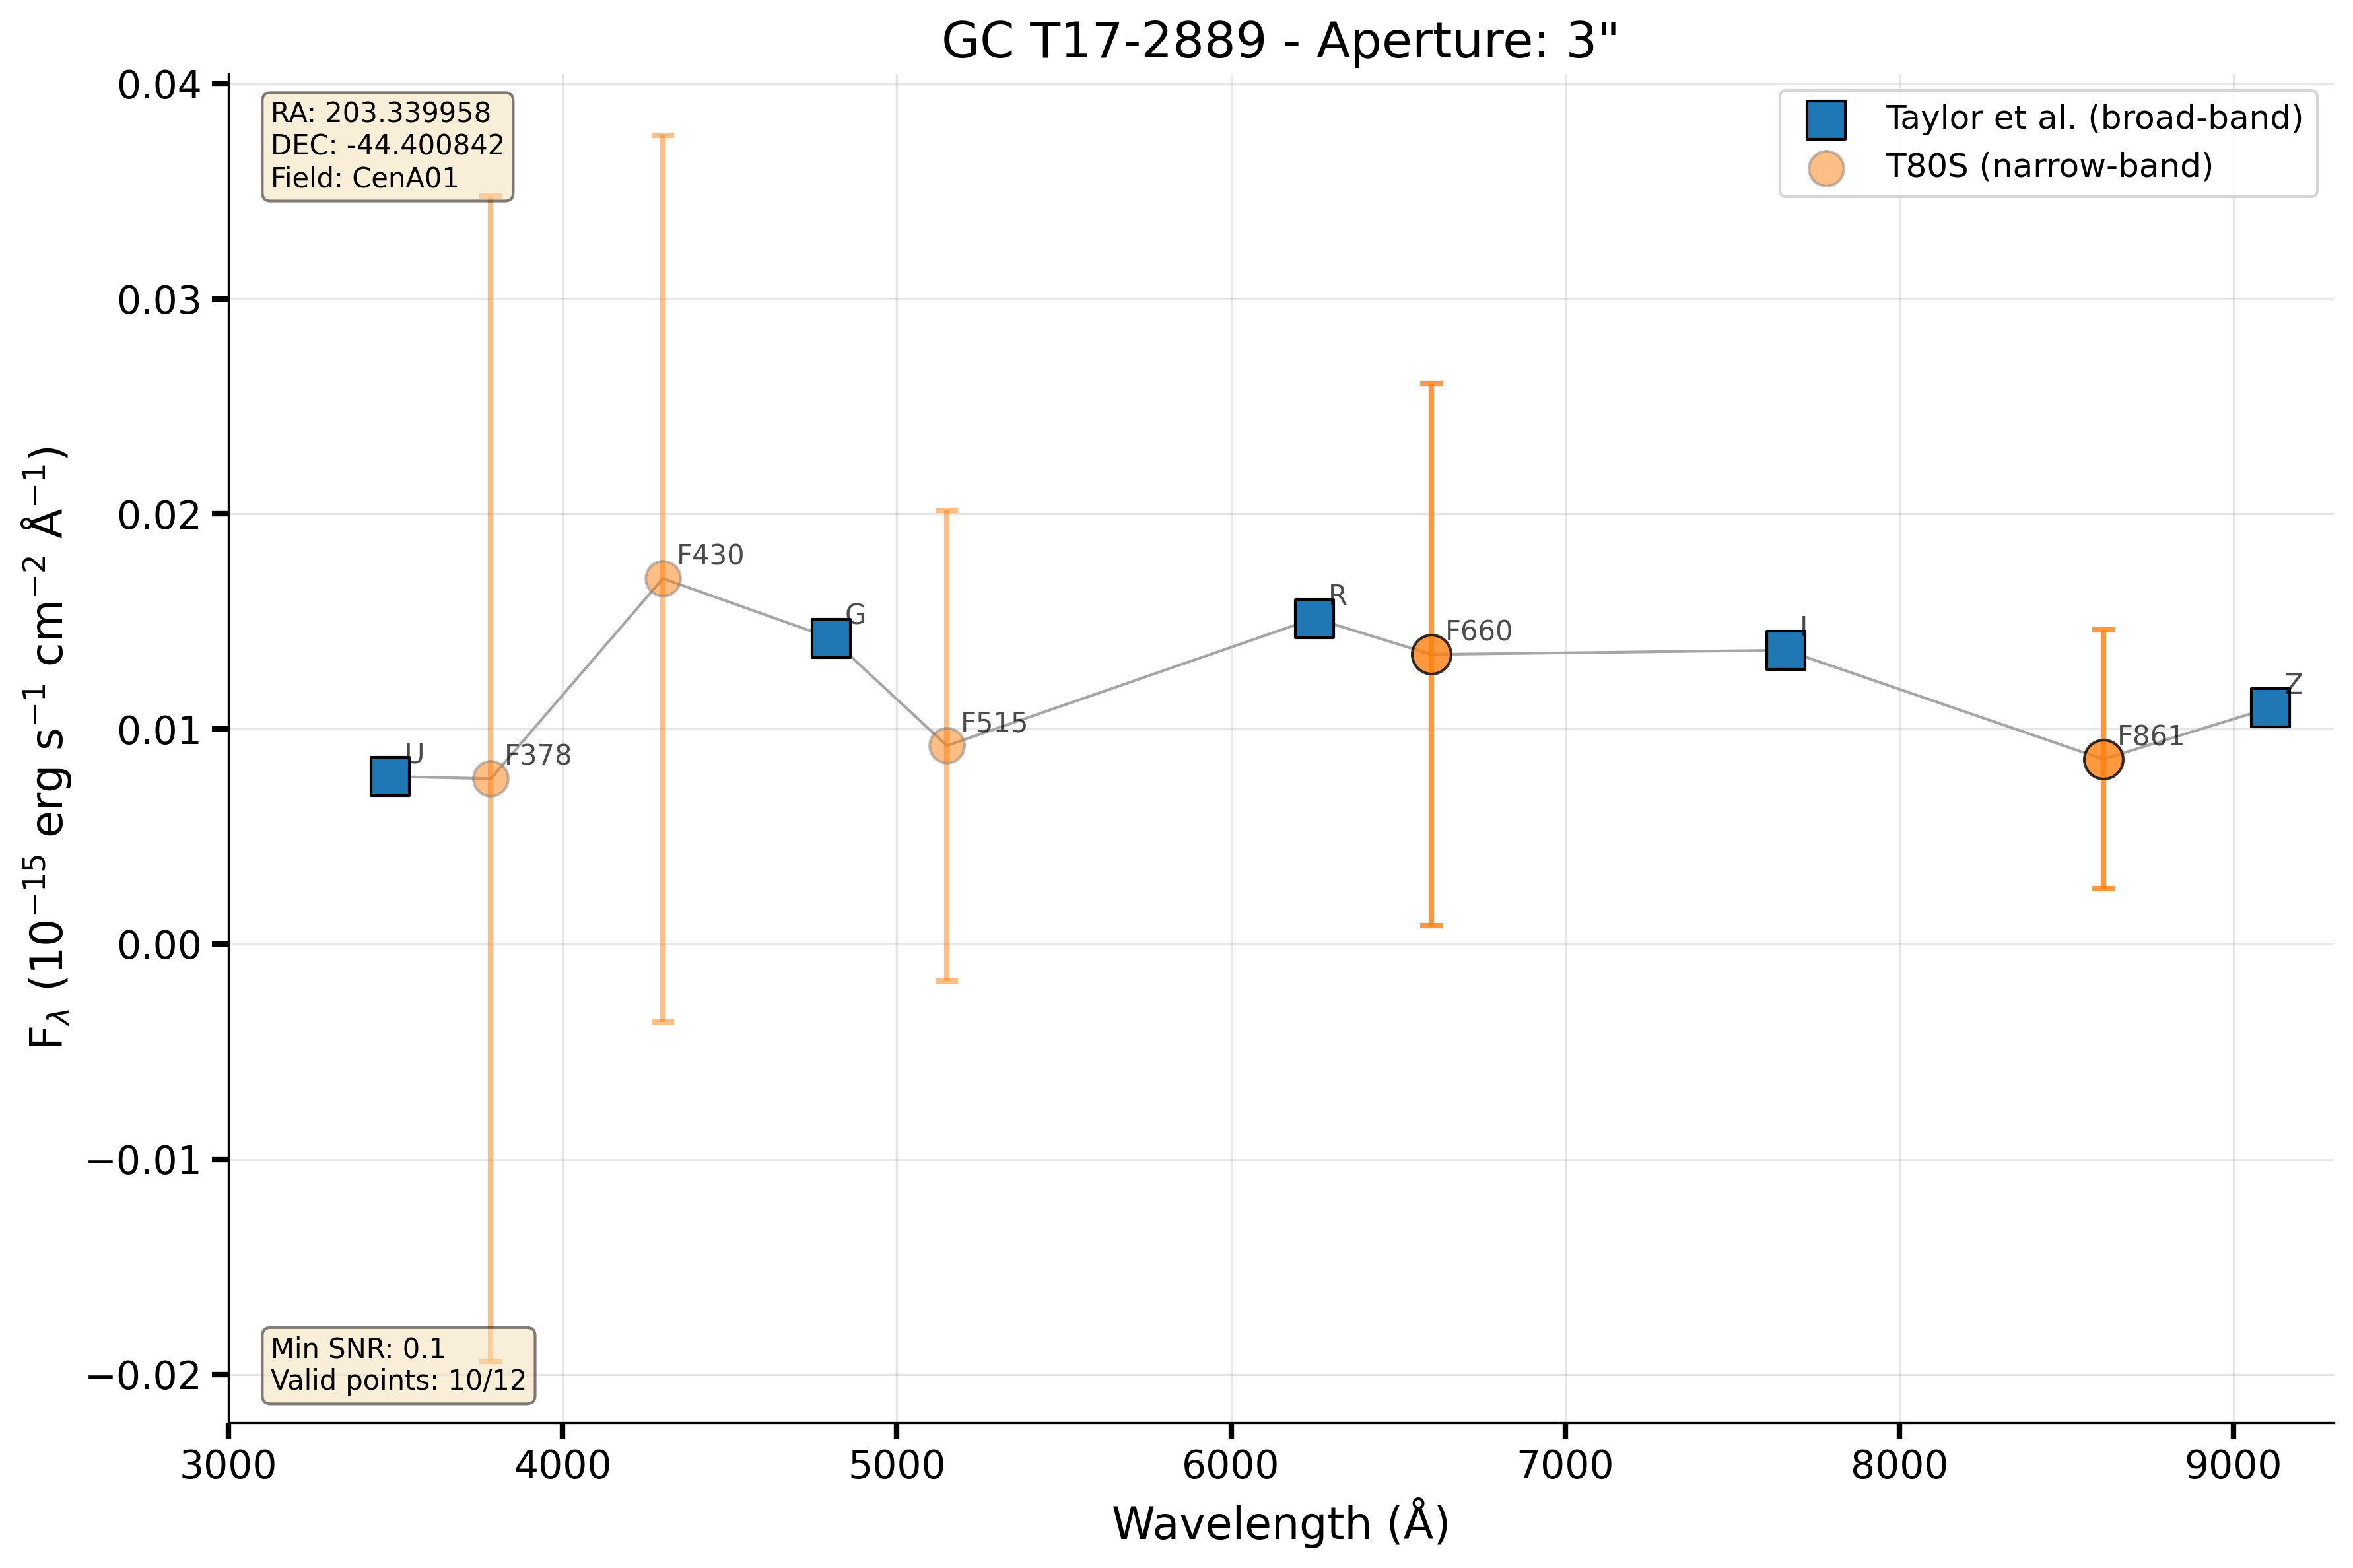 GC T17-2889 - Aperture: 3"
RA: 203.339958
DEC: -44.400842
Field: CenA01
Taylor et al. (broad-band)
T80S (narrow-band)
0.04
0.03
0.02
0.01
0.00
−0.01
−0.02
F_λ (10⁻¹⁵ erg s⁻¹ cm⁻² Å⁻¹)
U
F378
F430
G
F515
R
F660
I
F861
Z
Min SNR: 0.1
Valid points: 10/12
3000 4000 5000 6000 7000 8000 9000
Wavelength (Å)